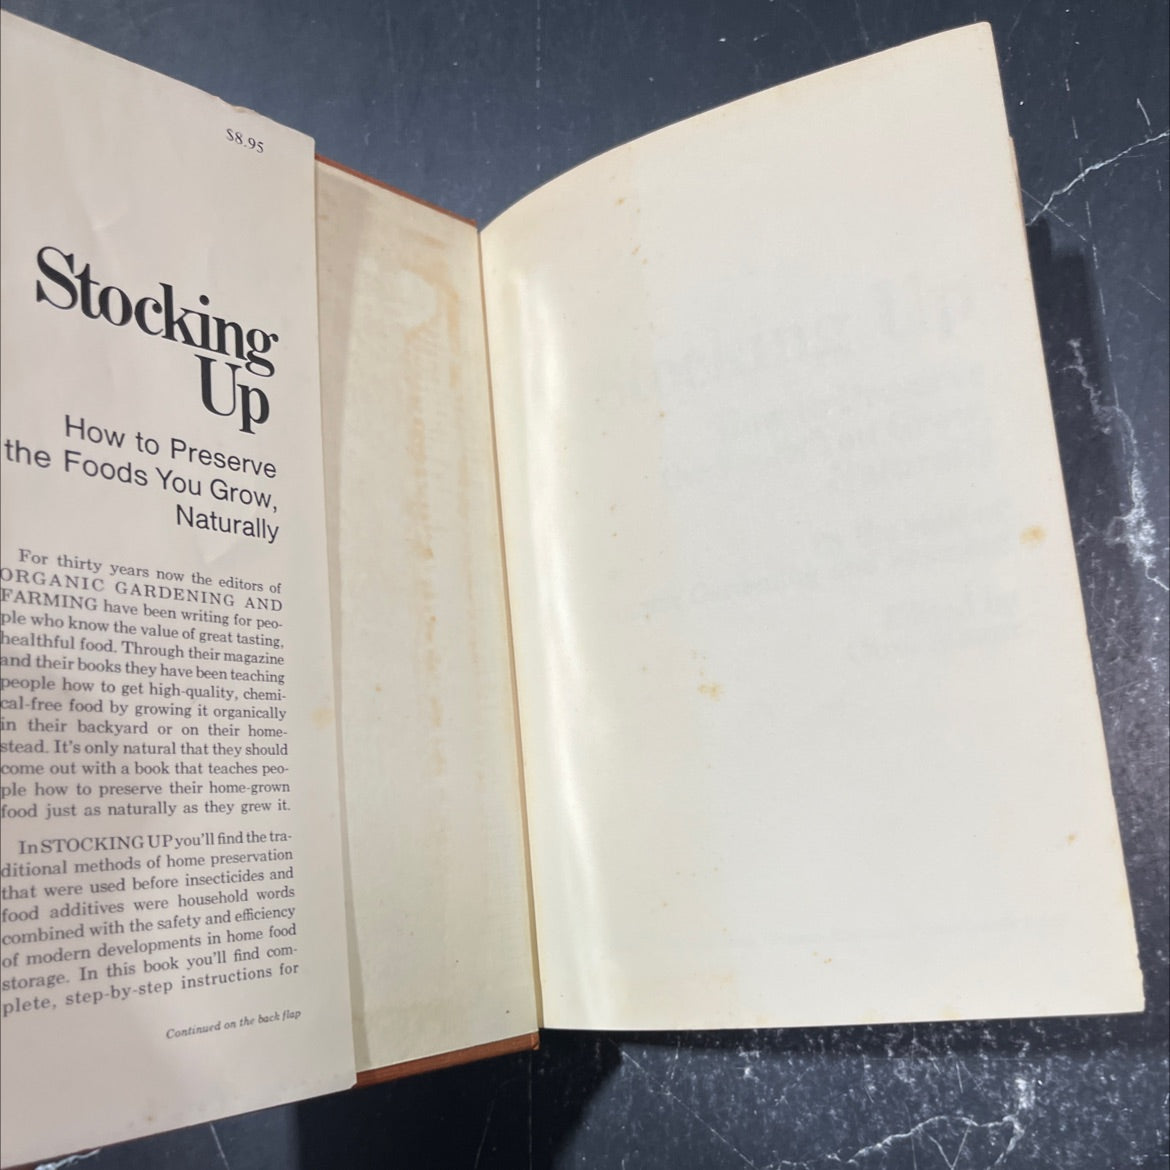 $8.95
Stocking
Up
How to Preserve
the Foods You Grow,
Naturally
For thirty years now the editors of
ORGANIC GARDENING AND
FARMING have been writing for peo-
ple who know the value of great tasting,
healthful food. Through their magazine
and their books they have been teaching
people how to get high-quality, chemi-
cal-free food by growing it organically
in their backyard or on their home-
stead. It's only natural that they should
come out with a book that teaches peo-
ple how to preserve their home-grown
food just as naturally as they grew it.
In STOCKING UP you'll find the tra-
ditional methods of home preservation
that were used before insecticides and
food additives were household words
combined with the safety and efficiency
of modern developments in home food
storage. In this book you'll find com-
plete, step-by-step instructions for
Continued on the back flap